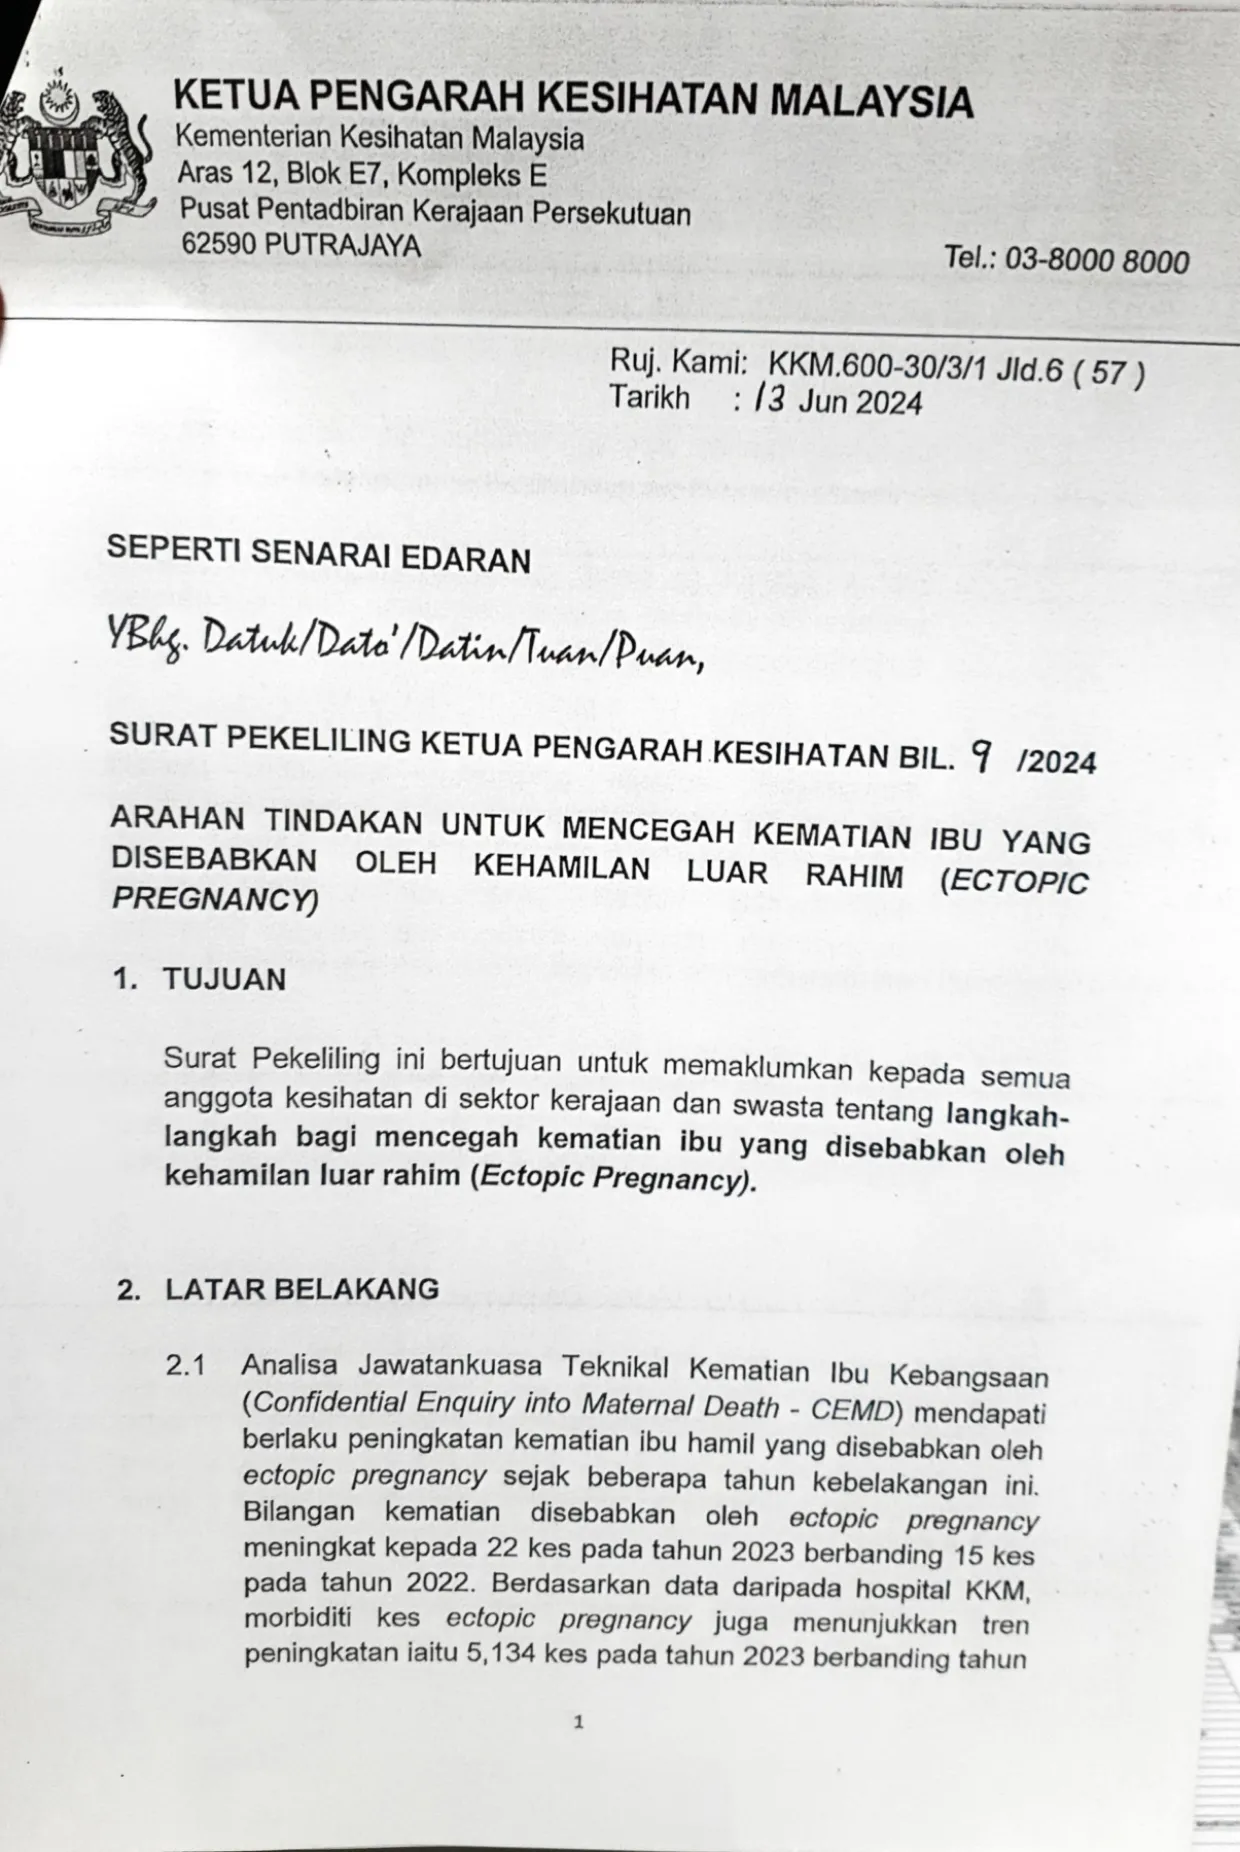 KETUA PENGARAH KESIHATAN MALAYSIA
Kementerian Kesihatan Malaysia
Aras 12, Blok E7, Kompleks E
Pusat Pentadbiran Kerajaan Persekutuan
62590 PUTRAJAYA
Tel.: 03-8000 8000
Ruj. Kami: KKM.600-30/3/1 Jld.6 ( 57 )
Tarikh : 13 Jun 2024
SEPERTI SENARAI EDARAN
YBhg. Datuk/Dato'/Datin/Tuan/Puan,
SURAT PEKELILING KETUA PENGARAH KESIHATAN BIL. 9 /2024
ARAHAN TINDAKAN UNTUK MENCEGAH KEMATIAN IBU YANG
DISEBABKAN OLEH KEHAMILAN LUAR RAHIM (ECTOPIC
PREGNANCY)
1. TUJUAN
Surat Pekeliling ini bertujuan untuk memaklumkan kepada semua
anggota kesihatan di sektor kerajaan dan swasta tentang langkah-
langkah bagi mencegah kematian ibu yang disebabkan oleh
kehamilan luar rahim (Ectopic Pregnancy).
2. LATAR BELAKANG
2.1 Analisa Jawatankuasa Teknikal Kematian Ibu Kebangsaan
(Confidential Enquiry into Maternal Death - CEMD) mendapati
berlaku peningkatan kematian ibu hamil yang disebabkan oleh
ectopic pregnancy sejak beberapa tahun kebelakangan ini.
Bilangan kematian disebabkan oleh ectopic pregnancy
meningkat kepada 22 kes pada tahun 2023 berbanding 15 kes
pada tahun 2022. Berdasarkan data daripada hospital KKM,
morbiditi kes ectopic pregnancy juga menunjukkan tren
peningkatan iaitu 5,134 kes pada tahun 2023 berbanding tahun
1